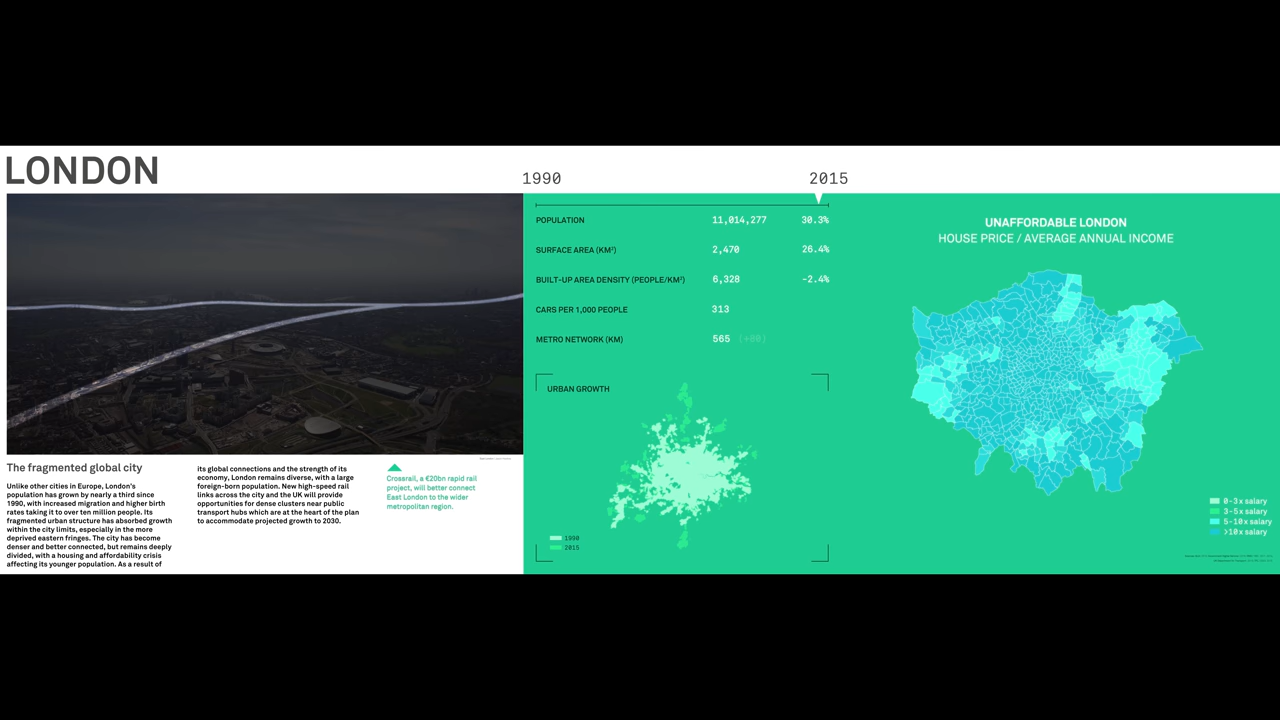 LONDON
1990
2015
POPULATION 11,014,277 30.3%
SURFACE AREA (KM²) 2,470 26.4%
BUILT-UP AREA DENSITY (PEOPLE/KM²) 6,328 -2.4%
CARS PER 1,000 PEOPLE 313
METRO NETWORK (KM) 565 (+80)
URBAN GROWTH
1990
2015
UNAFFORDABLE LONDON
HOUSE PRICE / AVERAGE ANNUAL INCOME
0-3x salary
3-5x salary
5-10x salary
>10x salary
The fragmented global city
Unlike other cities in Europe, London's
population has grown by nearly a third since
1990, with increased migration and higher birth
rates taking it to over ten million people. Its
fragmented urban structure has absorbed growth
within the city limits, especially in the more
deprived eastern fringes. The city has become
denser and better connected, but remains deeply
divided, with a housing and affordability crisis
affecting its younger population. As a result of
its global connections and the strength of its
economy, London remains diverse, with a large
foreign-born population. New high-speed rail
links across the city and the UK will provide
opportunities for dense clusters near public
transport hubs which are at the heart of the plan
to accommodate projected growth to 2030.
Crossrail, a €20bn rapid rail
project, will better connect
East London to the wider
metropolitan region.